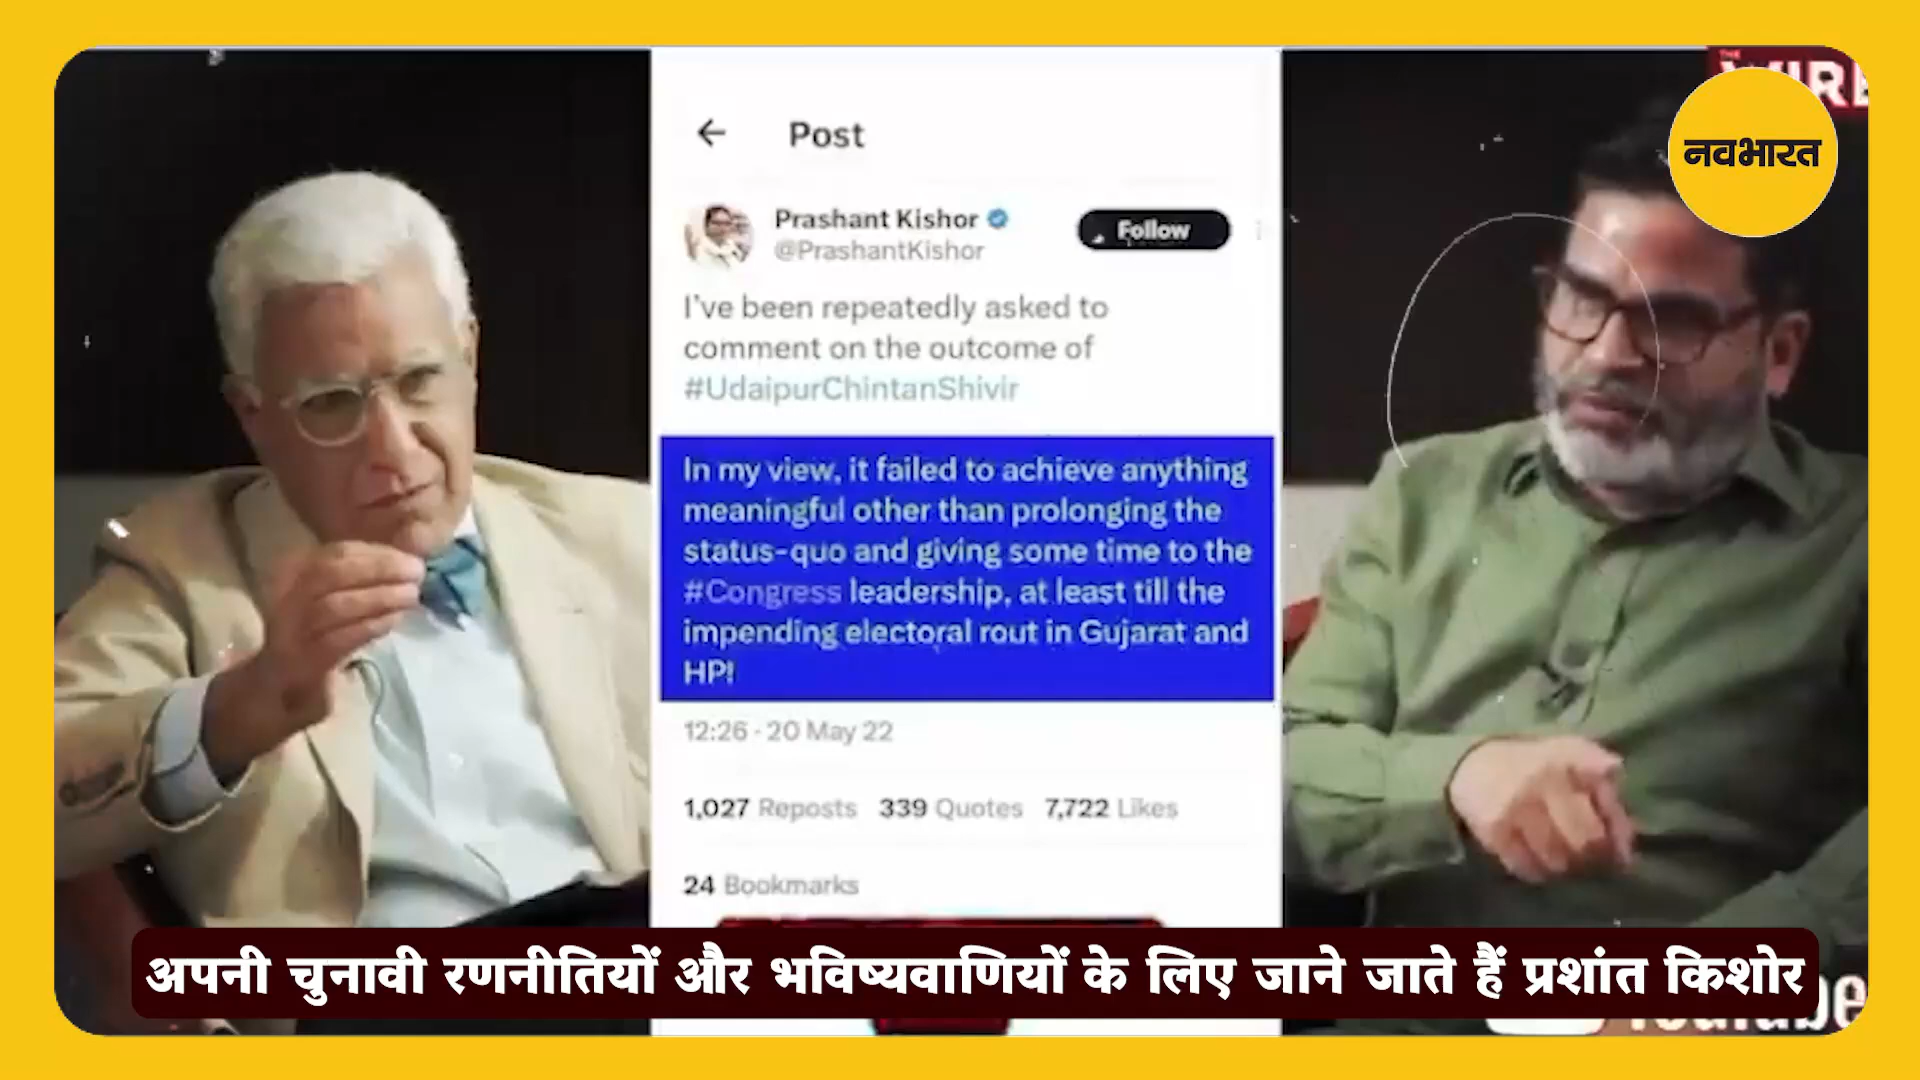 THE
WIRE
नवभारत
Post
Prashant Kishor
Follow
@PrashantKishor
I've been repeatedly asked to
comment on the outcome of
#UdaipurChintanShivir
In my view, it failed to achieve anything
meaningful other than prolonging the
status-quo and giving some time to the
#Congress leadership, at least till the
impending electoral rout in Gujarat and
HP!
12:26 · 20 May 22
1,027 Reposts 339 Quotes 7,722 Likes
24 Bookmarks
अपनी चुनावी रणनीतियों और भविष्यवाणियों के लिए जाने जाते हैं प्रशांत किशोर